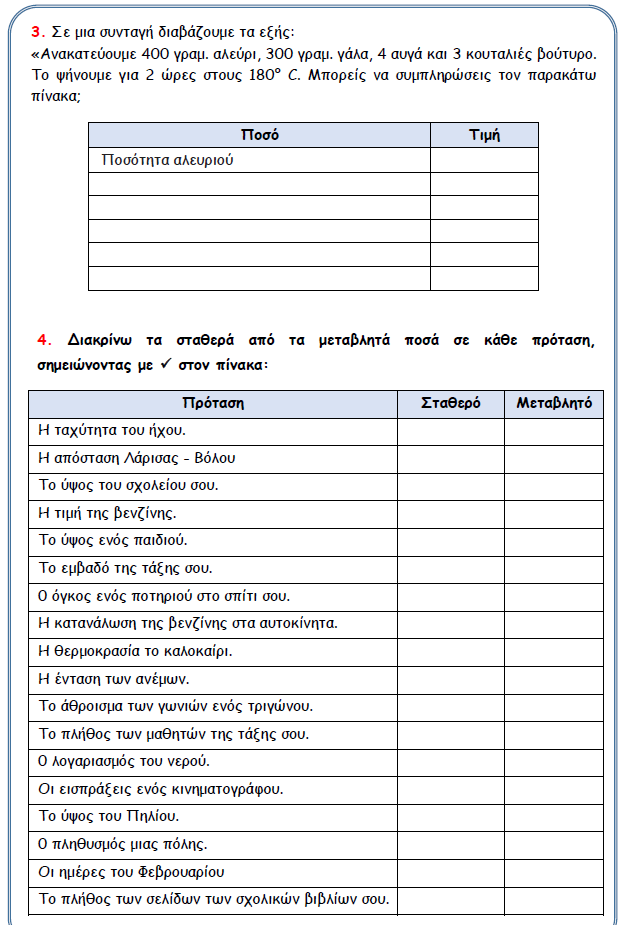 3. Σε μια συνταγή διαβάζουμε τα εξής:
«Ανακατεύουμε 400 γραμ. αλεύρι, 300 γραμ. γάλα, 4 αυγά και 3 κουταλιές βούτυρο.
Το ψήνουμε για 2 ώρες στους 180° C. Μπορείς να συμπληρώσεις τον παρακάτω
πίνακα;
Ποσό Τιμή
Ποσότητα αλευριού
4. Διακρίνω τα σταθερά από τα μεταβλητά ποσά σε κάθε πρόταση,
σημειώνοντας με ✓ στον πίνακα:
Πρόταση Σταθερό Μεταβλητό
Η ταχύτητα του ήχου.
Η απόσταση Λάρισας - Βόλου
Το ύψος του σχολείου σου.
Η τιμή της βενζίνης.
Το ύψος ενός παιδιού.
Το εμβαδό της τάξης σου.
Ο όγκος ενός ποτηριού στο σπίτι σου.
Η κατανάλωση της βενζίνης στα αυτοκίνητα.
Η θερμοκρασία το καλοκαίρι.
Η ένταση των ανέμων.
Το άθροισμα των γωνιών ενός τριγώνου.
Το πλήθος των μαθητών της τάξης σου.
Ο λογαριασμός του νερού.
Οι εισπράξεις ενός κινηματογράφου.
Το ύψος του Πηλίου.
Ο πληθυσμός μιας πόλης.
Οι ημέρες του Φεβρουαρίου
Το πλήθος των σελίδων των σχολικών βιβλίων σου.